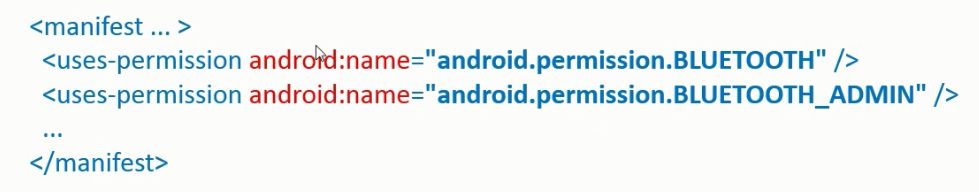 <manifest ... >
<uses-permission android:name="android.permission.BLUETOOTH" />
<uses-permission android:name="android.permission.BLUETOOTH_ADMIN" />
...
</manifest>